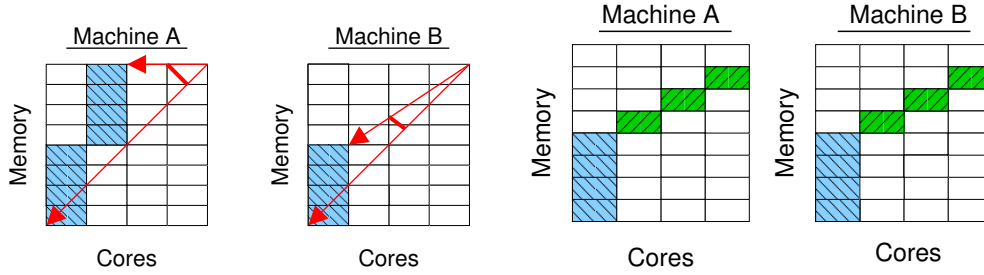 Machine A
Machine B
Machine A
Machine B
Memory
Memory
Memory
Memory
Cores
Cores
Cores
Cores